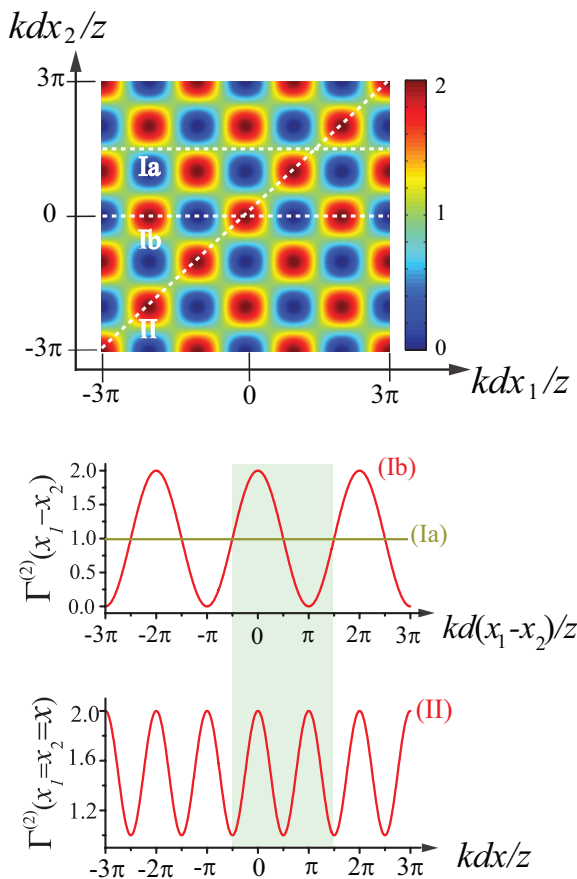 kdx₂/z
3π
2
Ia
0
1
Ib
II
-3π
0
-3π
0
3π
kdx₁/z
Γ⁽²⁾(x₁-x₂)
2.0
(Ib)
1.5
1.0
(Ia)
0.5
0.0
-3π -2π -π 0 π 2π 3π
kd(x₁-x₂)/z
Γ⁽²⁾(x₁=x₂=x)
2.0
(II)
1.6
1.2
-3π -2π -π 0 π 2π 3π
kdx/z